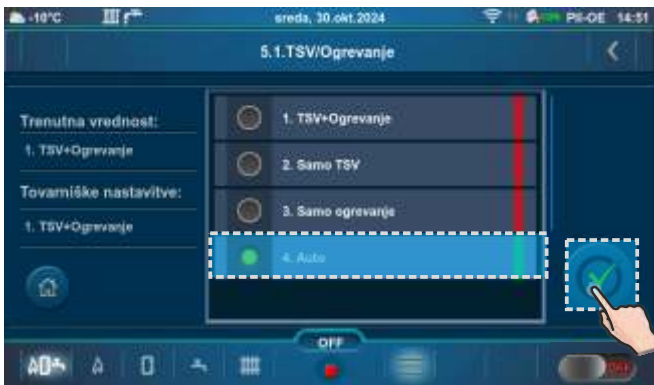 -10°C
sreda, 30.okt.2024
PE-OE 14:51
5.1.TSV/Ogrevanje
Trenutna vrednost:
1. TSV+Ogrevanje
Tovarniške nastavitve:
1. TSV+Ogrevanje
1. TSV+Ogrevanje
2. Samo TSV
3. Samo ogrevanje
4. Auto
OFF
OFF